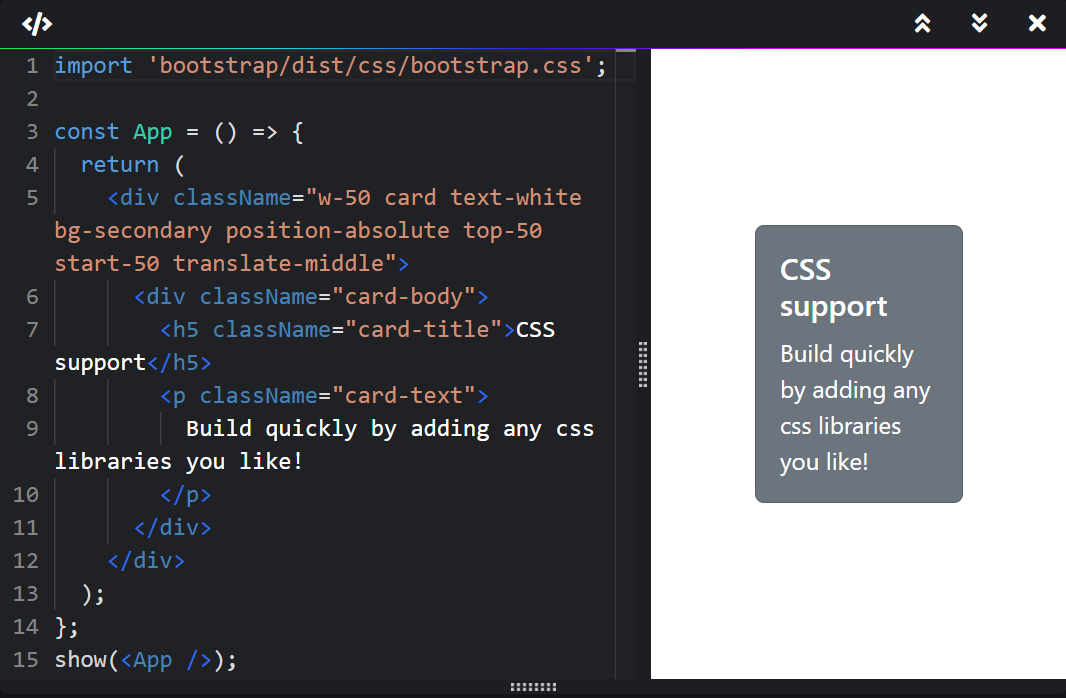 </>
1 import 'bootstrap/dist/css/bootstrap.css';
2
3 const App = () => {
4 return (
5 <div className="w-50 card text-white
bg-secondary position-absolute top-50
start-50 translate-middle">
6 <div className="card-body">
7 <h5 className="card-title">CSS
support</h5>
8 <p className="card-text">
9 Build quickly by adding any css
libraries you like!
10 </p>
11 </div>
12 </div>
13 );
14 };
15 show(<App />);
CSS
support
Build quickly
by adding any
css libraries
you like!